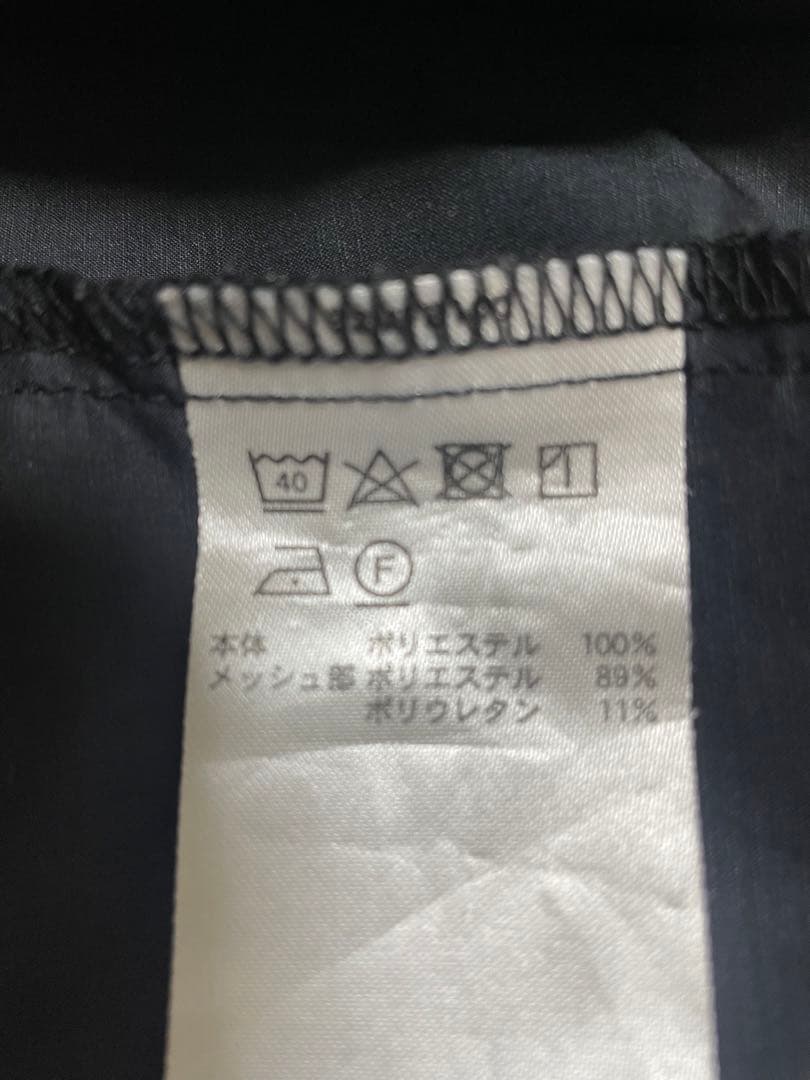 40
F
本体 ポリエステル 100%
メッシュ部 ポリエステル 89%
ポリウレタン 11%